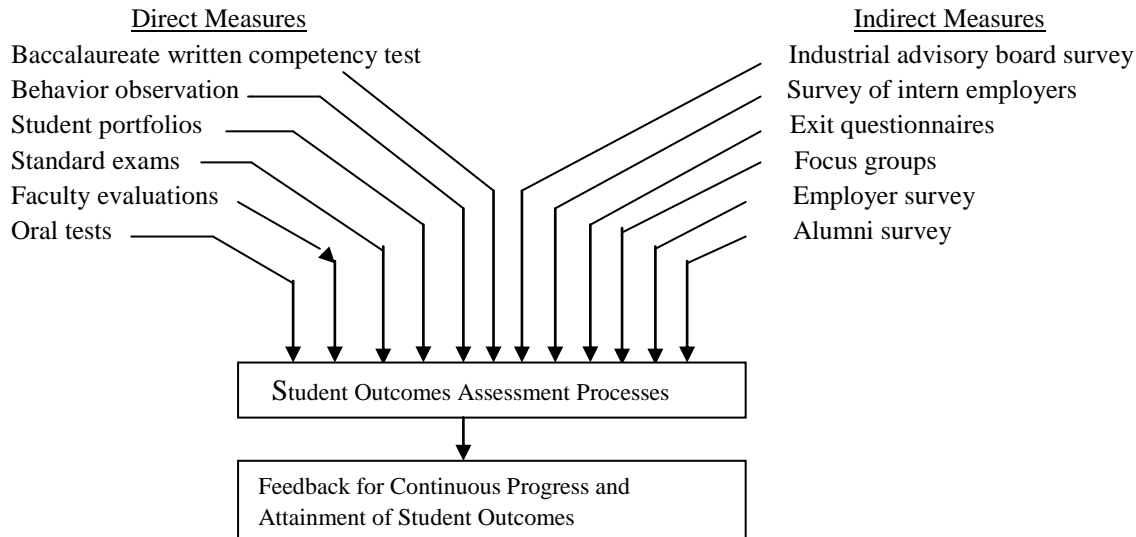 Direct Measures
Baccalaureate written competency test
Behavior observation
Student portfolios
Standard exams
Faculty evaluations
Oral tests
Indirect Measures
Industrial advisory board survey
Survey of intern employers
Exit questionnaires
Focus groups
Employer survey
Alumni survey
Student Outcomes Assessment Processes
Feedback for Continuous Progress and
Attainment of Student Outcomes